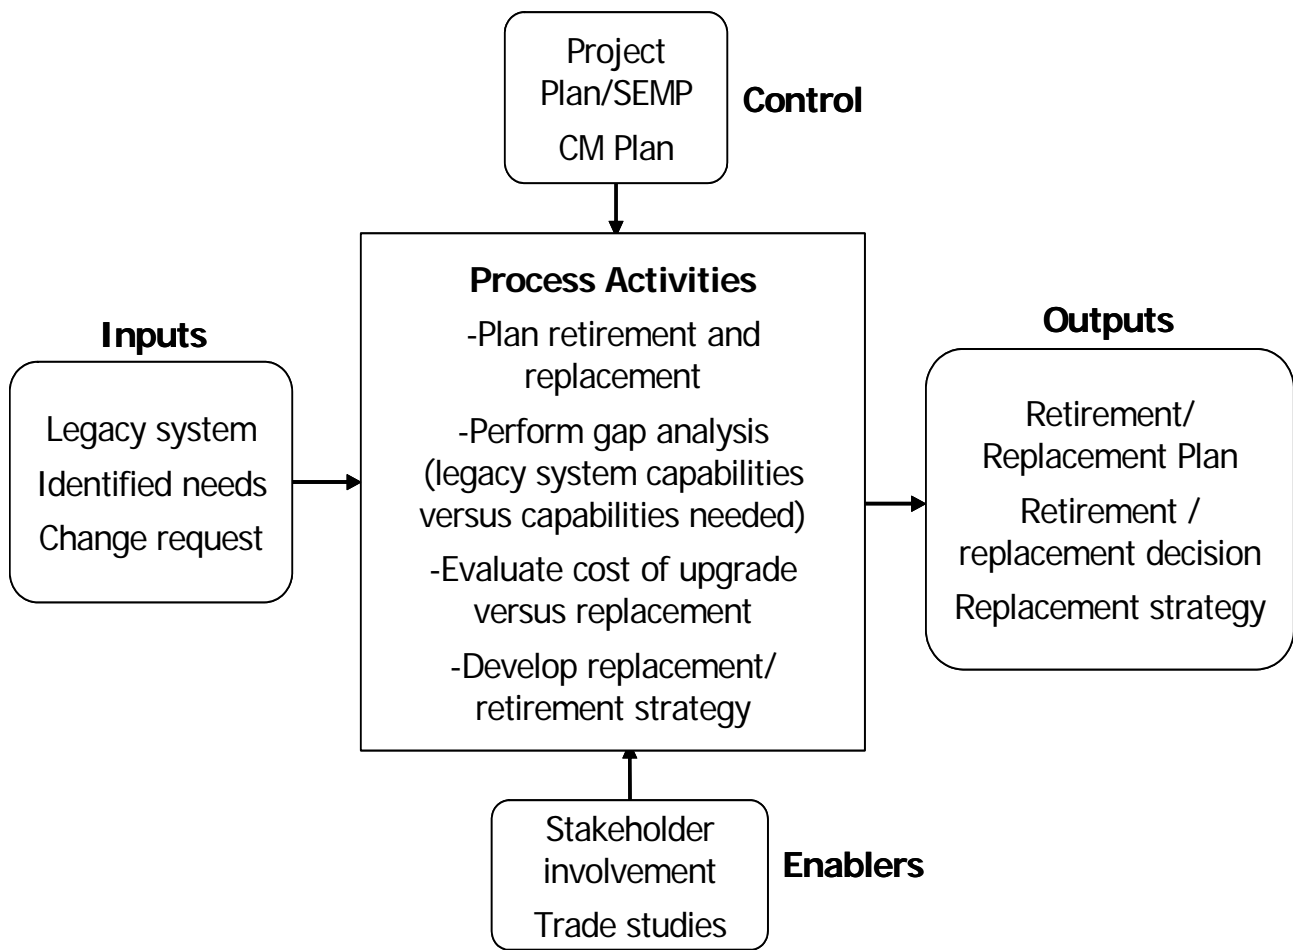 Project
Plan/SEMP
CM Plan
Control
Inputs
Legacy system
Identified needs
Change request
Process Activities
-Plan retirement and
replacement
-Perform gap analysis
(legacy system capabilities
versus capabilities needed)
-Evaluate cost of upgrade
versus replacement
-Develop replacement/
retirement strategy
Outputs
Retirement/
Replacement Plan
Retirement /
replacement decision
Replacement strategy
Stakeholder
involvement
Trade studies
Enablers